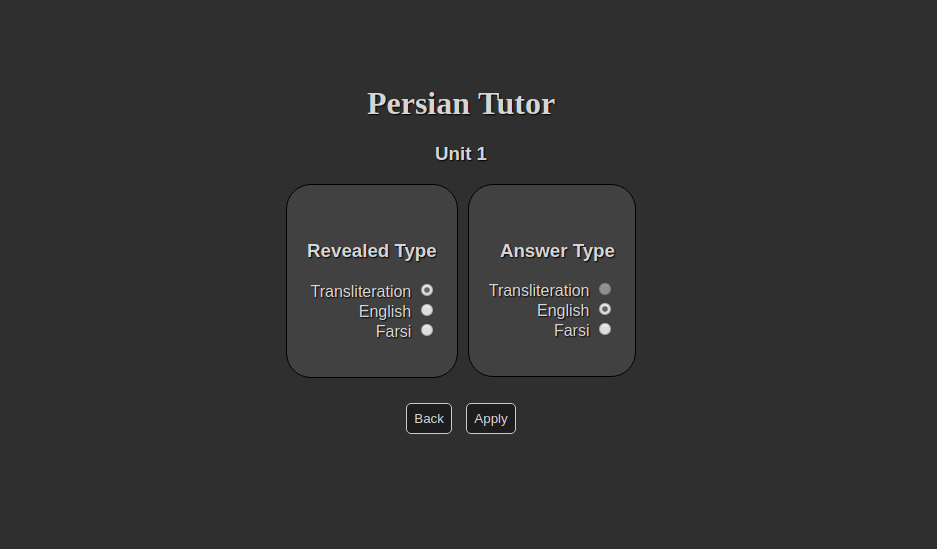 Persian Tutor
Unit 1
Revealed Type
Transliteration
English
Farsi
Answer Type
Transliteration
English
Farsi
Back
Apply